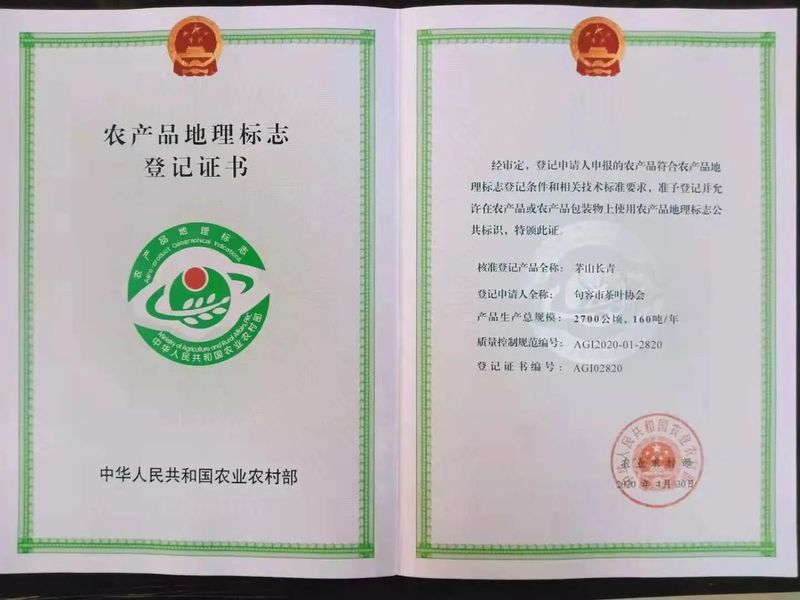 农产品地理标志
登记证书
农产品地理标志
Agro-product Geographical Indications
Ministry of Agriculture and Rural Affairs, PRC
中华人民共和国农业农村部
中华人民共和国农业农村部
经审定，登记申请人申报的农产品符合农产品地
理标志登记条件和相关技术标准要求，准予登记并允
许在农产品或农产品包装物上使用农产品地理标志公
共标识，特颁此证。
核准登记产品全称： 茅山长青
登记申请人全称： 句容市茶叶协会
产品生产总规模： 2700公顷，160吨/年
质量控制规范编号： AGI2020-01-2820
登记证书编号： AGI02820
中华人民共和国农业农村部
农业农村部
2020 年 4月 30日